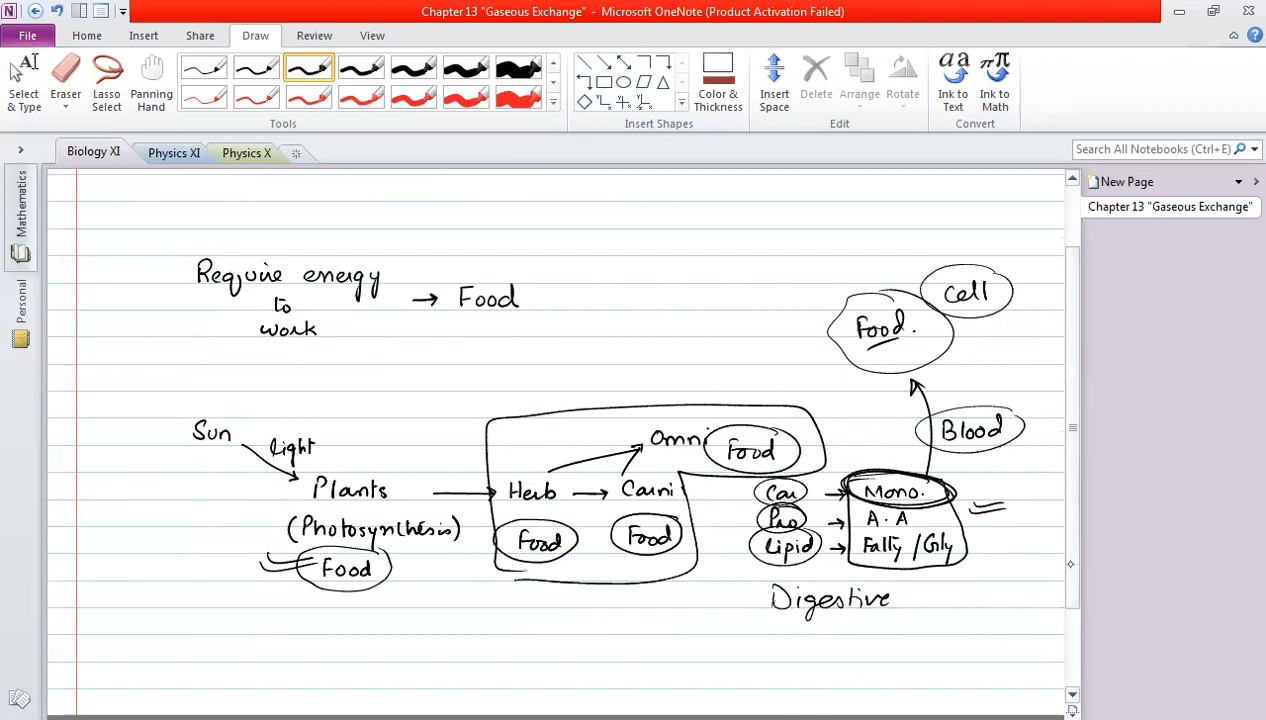 Chapter 13 "Gaseous Exchange" - Microsoft OneNote (Product Activation Failed)
File Home Insert Share Draw Review View
Select & Type
Eraser
Lasso Select
Panning Hand
Color & Thickness
Insert Space
Delete
Arrange
Rotate
Ink to Text
Ink to Math
Tools
Insert Shapes
Edit
Convert
Biology XI
Physics XI
Physics X
Search All Notebooks (Ctrl+E)
Mathematics
Personal
New Page
Chapter 13 "Gaseous Exchange"
Require energy
to
work
→ Food
Cell
Food.
Blood
Sun
light
Plants
(Photosynthesis)
Food
Herb
Food
Carni
Food
Omni
Food
Car → Mono.
Pro → A.A
Lipid → Fatty / Gly
Digestive